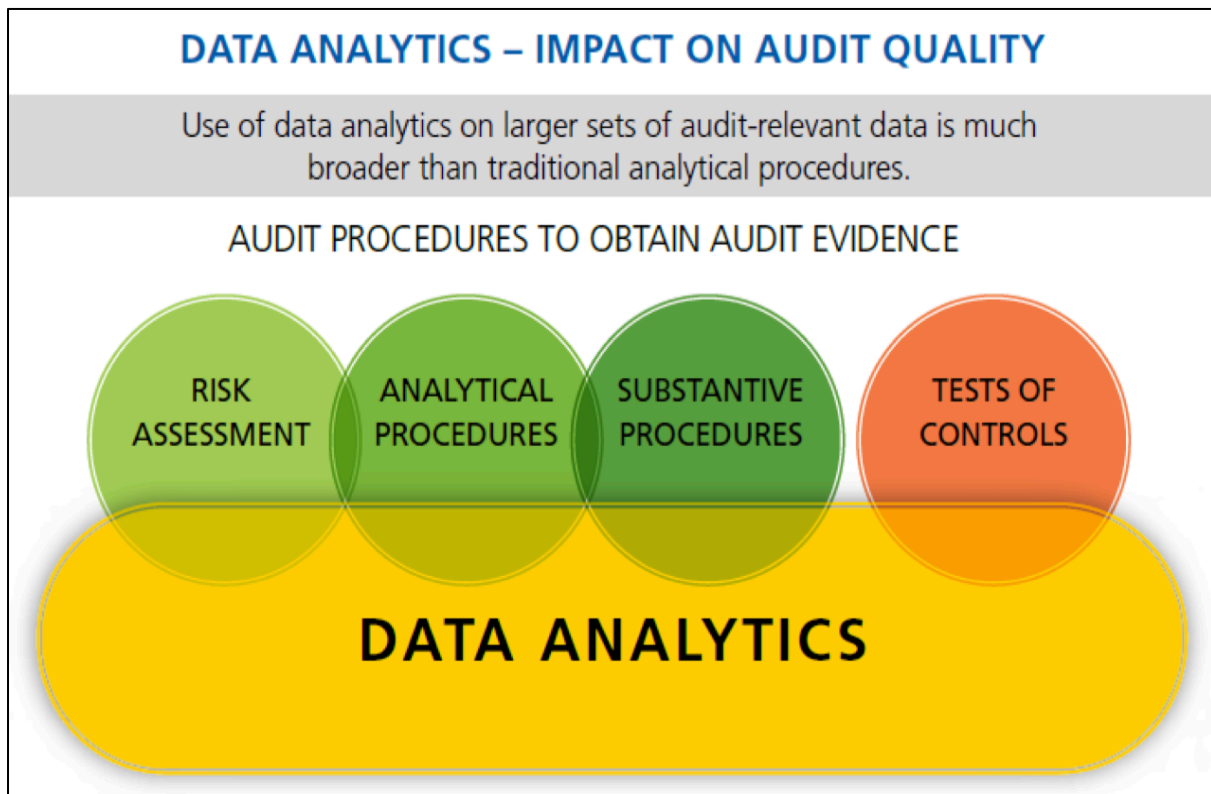 DATA ANALYTICS – IMPACT ON AUDIT QUALITY
Use of data analytics on larger sets of audit-relevant data is much
broader than traditional analytical procedures.
AUDIT PROCEDURES TO OBTAIN AUDIT EVIDENCE
RISK
ASSESSMENT
ANALYTICAL
PROCEDURES
SUBSTANTIVE
PROCEDURES
TESTS OF
CONTROLS
DATA ANALYTICS